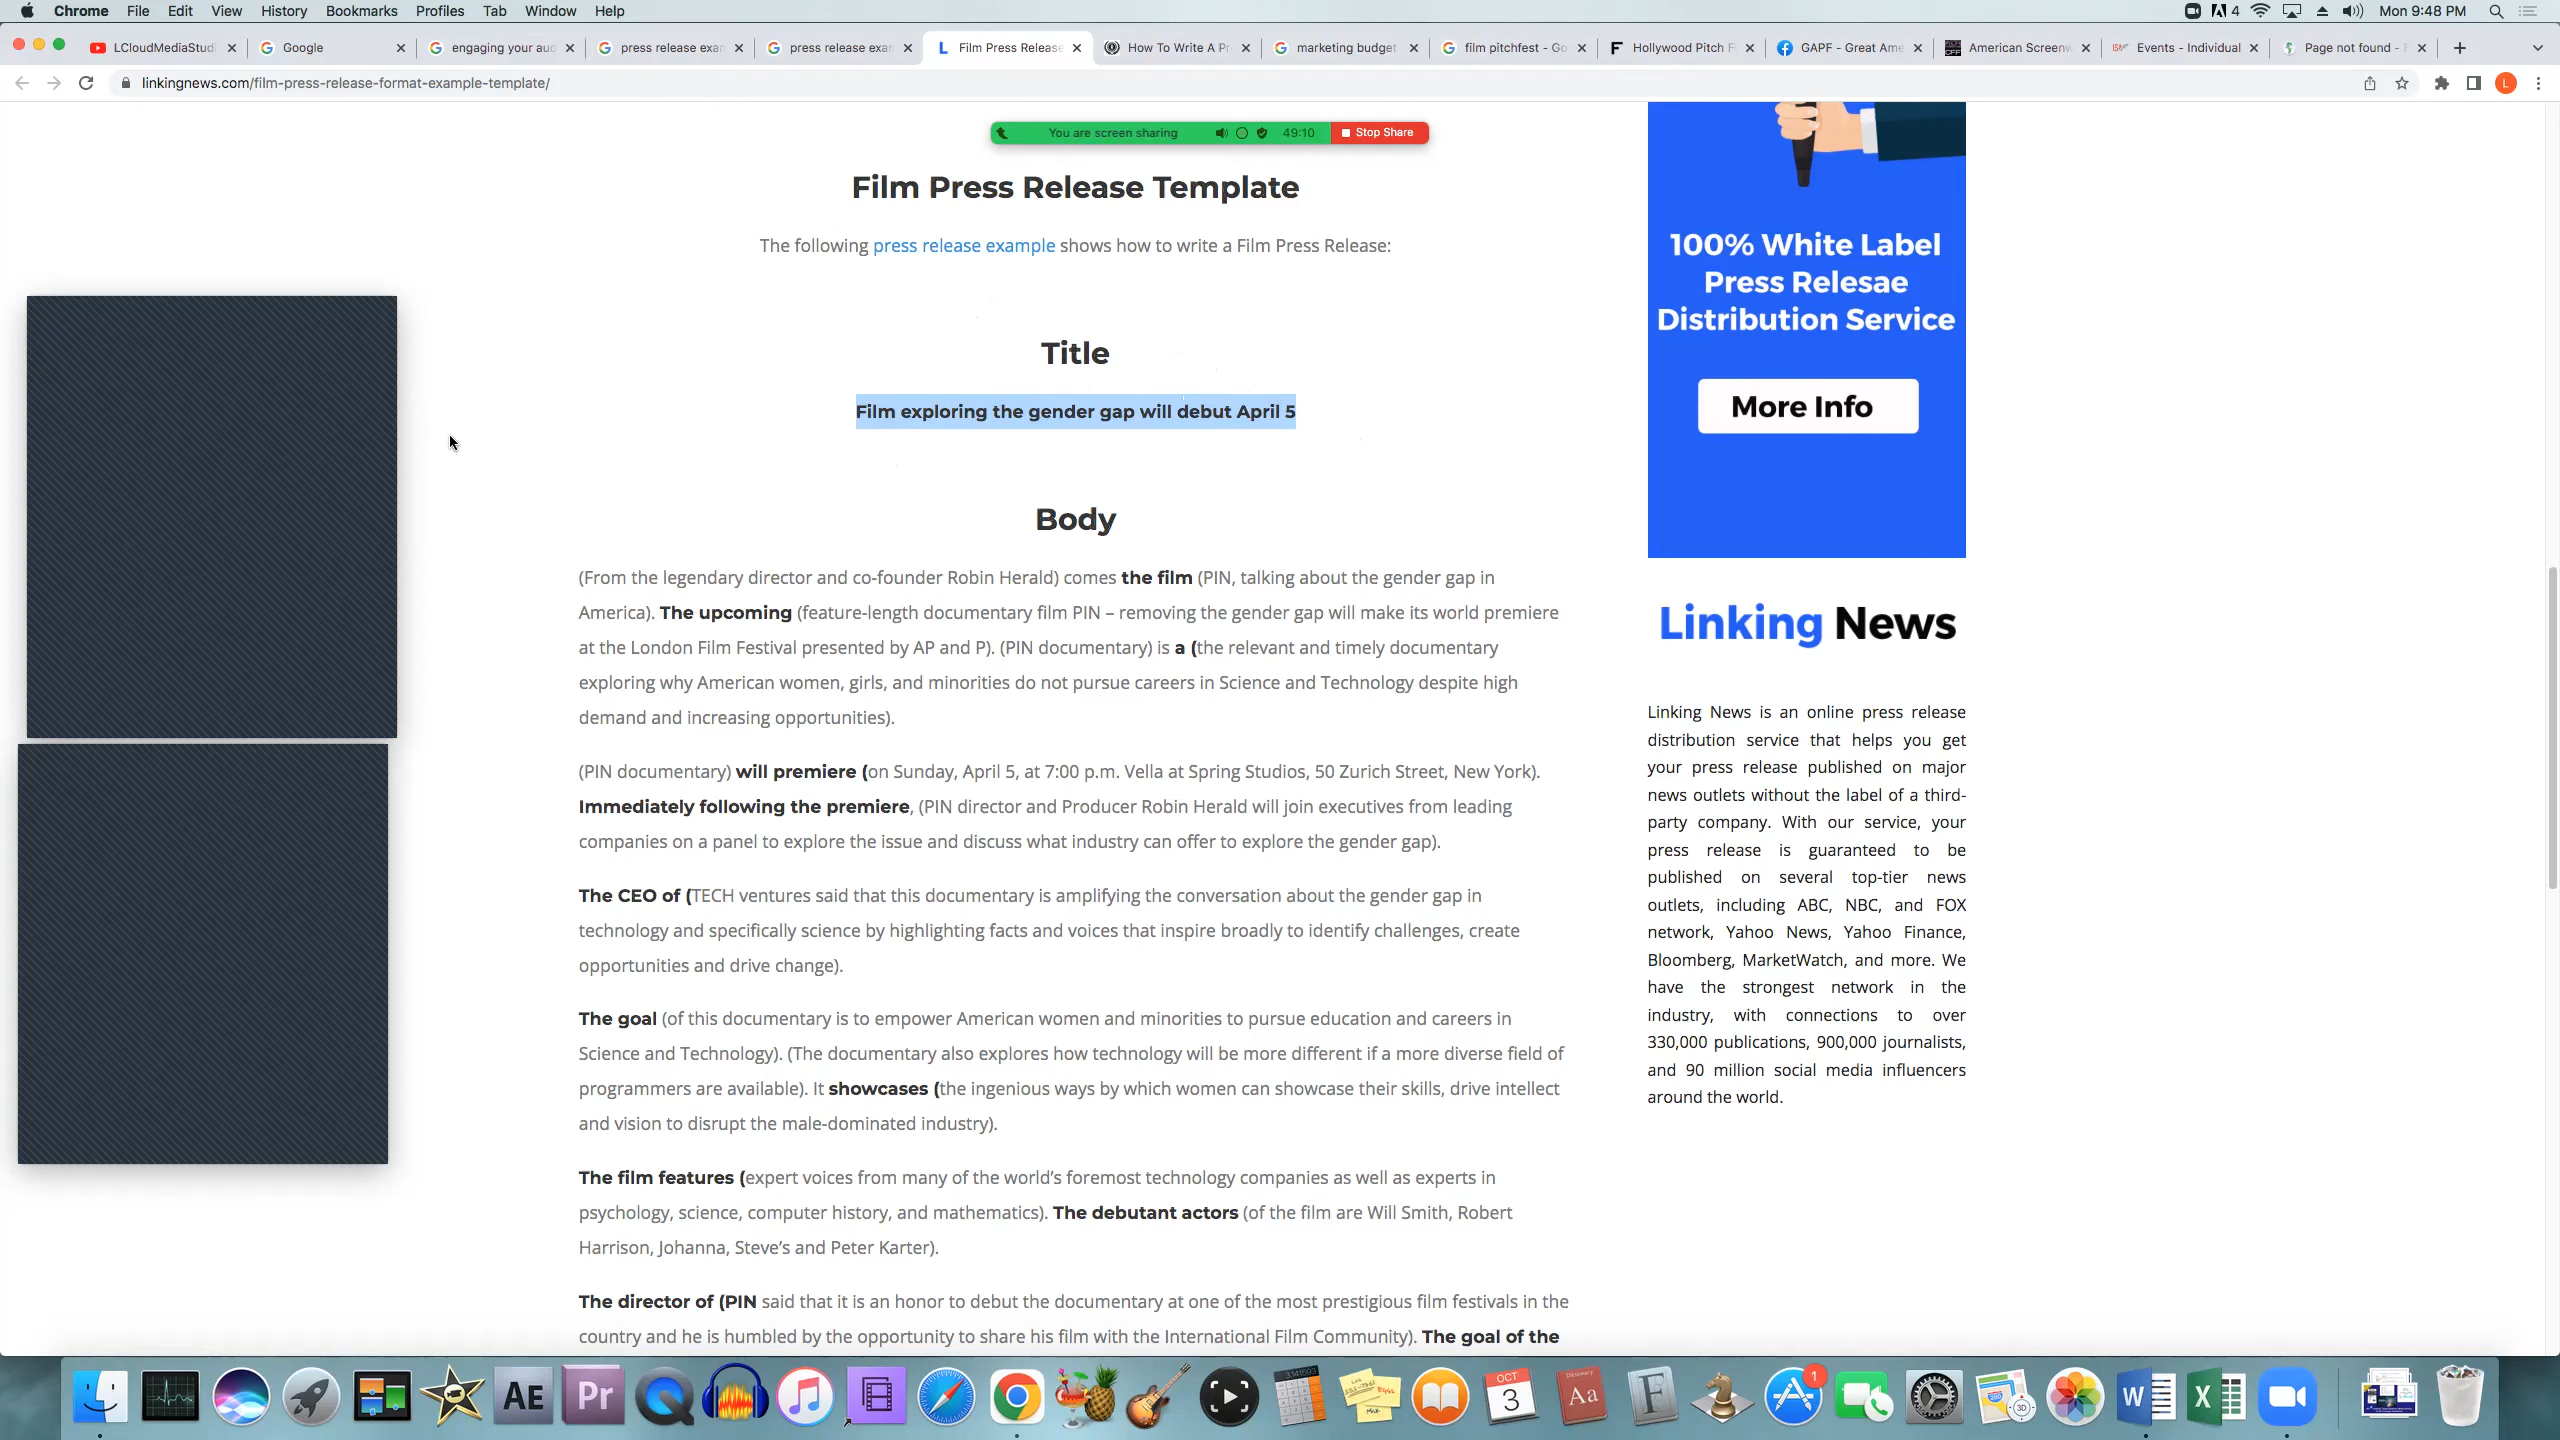 Chrome File Edit View History Bookmarks Profiles Tab Window Help
4 Mon 9:48 PM
LCloudMediaStudi Google engaging your aud press release exam press release exam Film Press Release How To Write A Pr marketing budget film pitchfest - Go Hollywood Pitch F GAPF - Great Ame American Screenw Events - Individual Page not found -
linkingnews.com/film-press-release-format-example-template/
L
You are screen sharing 49:10 Stop Share
Film Press Release Template
The following press release example shows how to write a Film Press Release:
Title
Film exploring the gender gap will debut April 5
Body
(From the legendary director and co-founder Robin Herald) comes the film (PIN, talking about the gender gap in
America). The upcoming (feature-length documentary film PIN – removing the gender gap will make its world premiere
at the London Film Festival presented by AP and P). (PIN documentary) is a (the relevant and timely documentary
exploring why American women, girls, and minorities do not pursue careers in Science and Technology despite high
demand and increasing opportunities).
(PIN documentary) will premiere (on Sunday, April 5, at 7:00 p.m. Vella at Spring Studios, 50 Zurich Street, New York).
Immediately following the premiere, (PIN director and Producer Robin Herald will join executives from leading
companies on a panel to explore the issue and discuss what industry can offer to explore the gender gap).
The CEO of (TECH ventures said that this documentary is amplifying the conversation about the gender gap in
technology and specifically science by highlighting facts and voices that inspire broadly to identify challenges, create
opportunities and drive change).
The goal (of this documentary is to empower American women and minorities to pursue education and careers in
Science and Technology). (The documentary also explores how technology will be more different if a more diverse field of
programmers are available). It showcases (the ingenious ways by which women can showcase their skills, drive intellect
and vision to disrupt the male-dominated industry).
The film features (expert voices from many of the world's foremost technology companies as well as experts in
psychology, science, computer history, and mathematics). The debutant actors (of the film are Will Smith, Robert
Harrison, Johanna, Steve's and Peter Karter).
The director of (PIN said that it is an honor to debut the documentary at one of the most prestigious film festivals in the
country and he is humbled by the opportunity to share his film with the International Film Community). The goal of the
100% White Label
Press Relesae
Distribution Service
More Info
Linking News
Linking News is an online press release
distribution service that helps you get
your press release published on major
news outlets without the label of a third-
party company. With our service, your
press release is guaranteed to be
published on several top-tier news
outlets, including ABC, NBC, and FOX
network, Yahoo News, Yahoo Finance,
Bloomberg, MarketWatch, and more. We
have the strongest network in the
industry, with connections to over
330,000 publications, 900,000 journalists,
and 90 million social media influencers
around the world.
AE Pr OCT 3 Aa F 1 W X